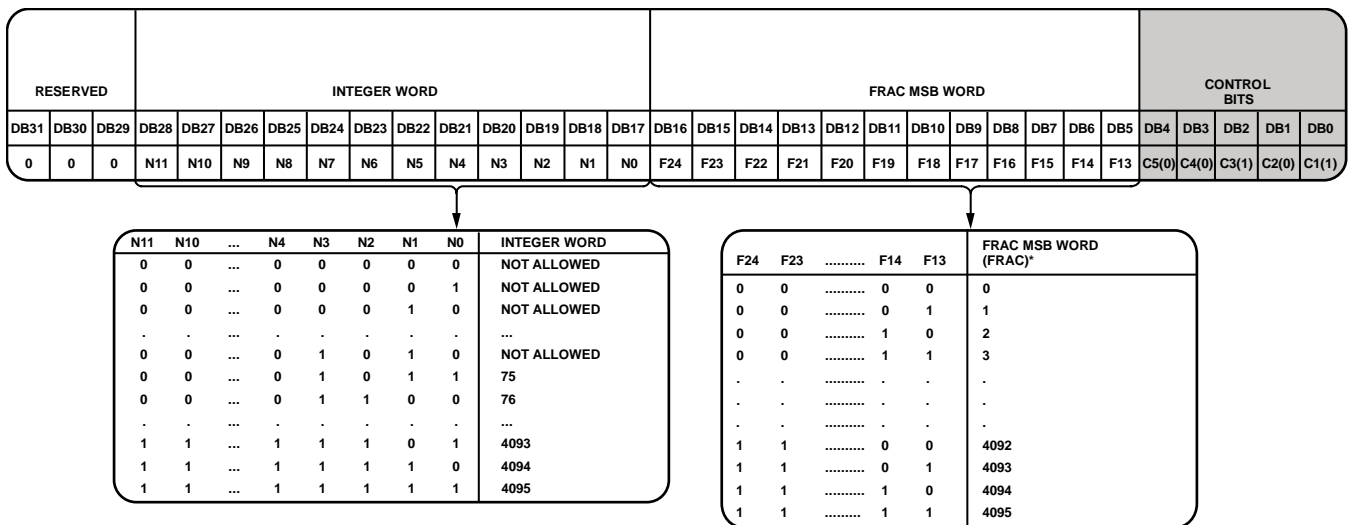 RESERVED INTEGER WORD FRAC MSB WORD CONTROL BITS
DB31 DB30 DB29 DB28 DB27 DB26 DB25 DB24 DB23 DB22 DB21 DB20 DB19 DB18 DB17 DB16 DB15 DB14 DB13 DB12 DB11 DB10 DB9 DB8 DB7 DB6 DB5 DB4 DB3 DB2 DB1 DB0
0 0 0 N11 N10 N9 N8 N7 N6 N5 N4 N3 N2 N1 N0 F24 F23 F22 F21 F20 F19 F18 F17 F16 F15 F14 F13 C5(0) C4(0) C3(1) C2(0) C1(1)
N11 N10 ... N4 N3 N2 N1 N0 INTEGER WORD
0 0 ... 0 0 0 0 0 NOT ALLOWED
0 0 ... 0 0 0 0 1 NOT ALLOWED
0 0 ... 0 0 0 1 0 NOT ALLOWED
. . ... . . . . . ...
0 0 ... 0 1 0 1 0 NOT ALLOWED
0 0 ... 0 1 0 1 1 75
0 0 ... 0 1 1 0 0 76
. . ... . . . . . ...
1 1 ... 1 1 1 0 1 4093
1 1 ... 1 1 1 1 0 4094
1 1 ... 1 1 1 1 1 4095
F24 F23 .......... F14 F13 FRAC MSB WORD (FRAC)*
0 0 .......... 0 0 0
0 0 .......... 0 1 1
0 0 .......... 1 0 2
0 0 .......... 1 1 3
. . .......... . . .
. . .......... . . .
. . .......... . . .
1 1 .......... 0 0 4092
1 1 .......... 0 1 4093
1 1 .......... 1 0 4094
1 1 ......... 1 1 4095